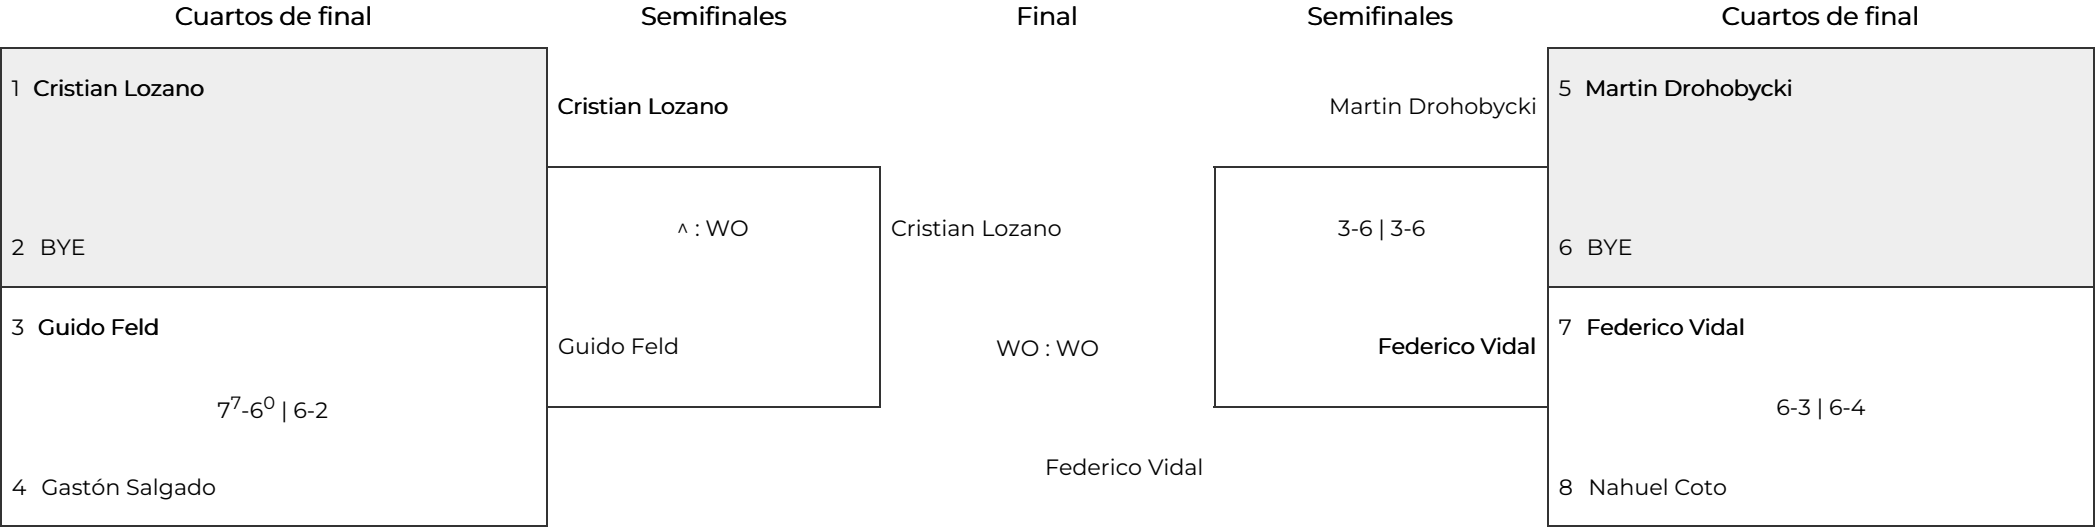 Cuartos de final
Semifinales
Final
Semifinales
Cuartos de final
1 Cristian Lozano
2 BYE
3 Guido Feld
7⁷-6⁰ | 6-2
4 Gastón Salgado
Cristian Lozano
^ : WO
Guido Feld
Cristian Lozano
WO : WO
Federico Vidal
Martin Drohobycki
3-6 | 3-6
Federico Vidal
5 Martin Drohobycki
6 BYE
7 Federico Vidal
6-3 | 6-4
8 Nahuel Coto